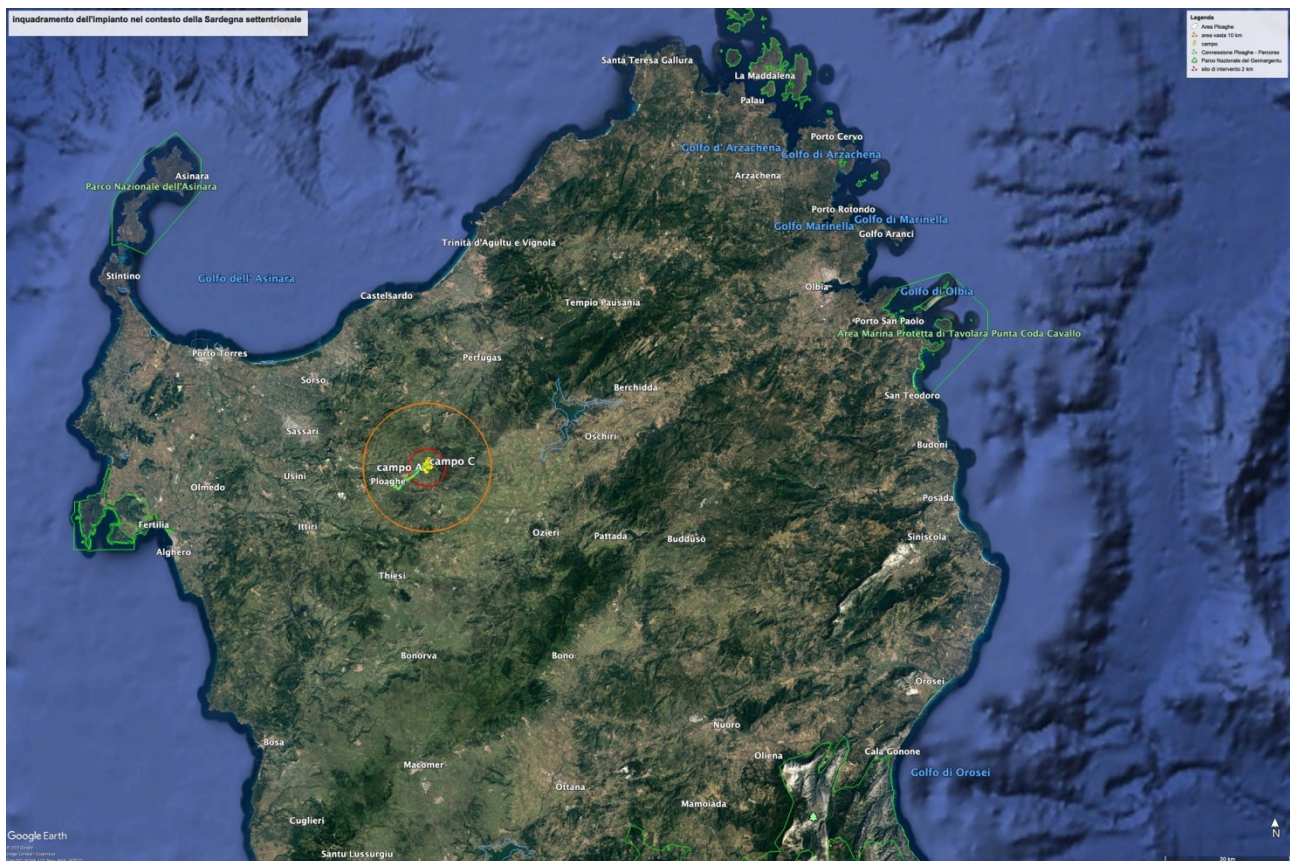 Inquadramento dell'impianto nel contesto della Sardegna settentrionale
Legenda
Area Ploaghe
area vasta 10 km
campo
Connessione Ploaghe - Percorso
Parco Nazionale del Gennargentu
sito di intervento 2 km
Santa Teresa Gallura
La Maddalena
Palau
Porto Cervo
Golfo d' Arzachena
Golfo di Arzachena
Asinara
Arzachena
Parco Nazionale dell'Asinara
Porto Rotondo
Golfo di Marinella
Golfo Marinella
Golfo Aranci
Trinità d'Agultu e Vignola
Stintino
Golfo dell' Asinara
Olbia
Golfo di Olbia
Castelsardo
Tempio Pausania
Porto San Paolo
Area Marina Protetta di Tavolara Punta Coda Cavallo
Porto Torres
Perfugas
Sorso
Berchidda
San Teodoro
Sassari
Oschiri
Budoni
campo A
campo C
Usini
Ploaghe
Olmedo
Posada
Fertilia
Ittiri
Ozieri
Pattada
Buddusò
Siniscola
Alghero
Thiesi
Bonorva
Bono
Orosei
Nuoro
Bosa
Oliena
Cala Gonone
Macomer
Golfo di Orosei
Ottana
Mamoiada
Cuglieri
Google Earth
N
Santu Lussurgiu
20 km